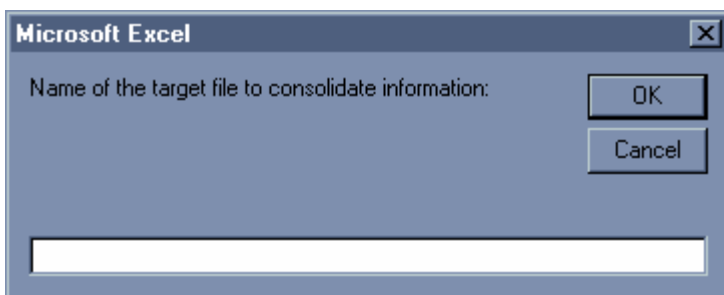 Microsoft Excel
Name of the target file to consolidate information:
OK
Cancel